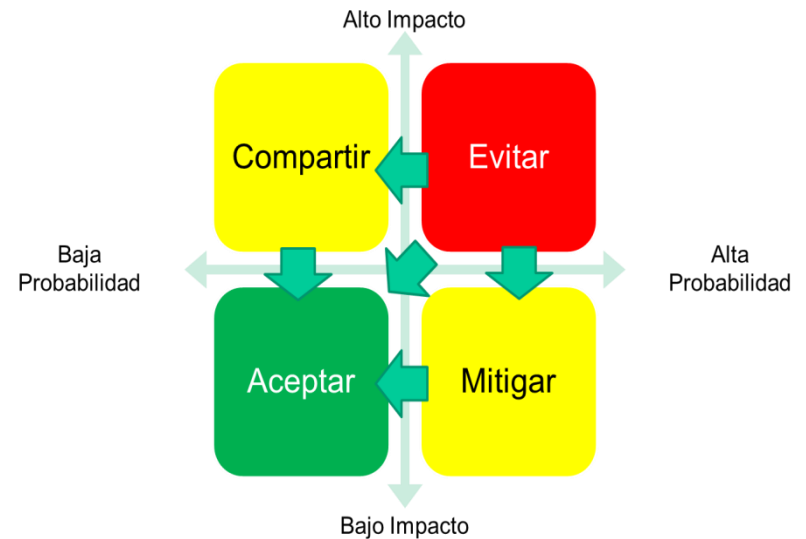 Alto Impacto
Compartir
Evitar
Baja
Probabilidad
Alta
Probabilidad
Aceptar
Mitigar
Bajo Impacto